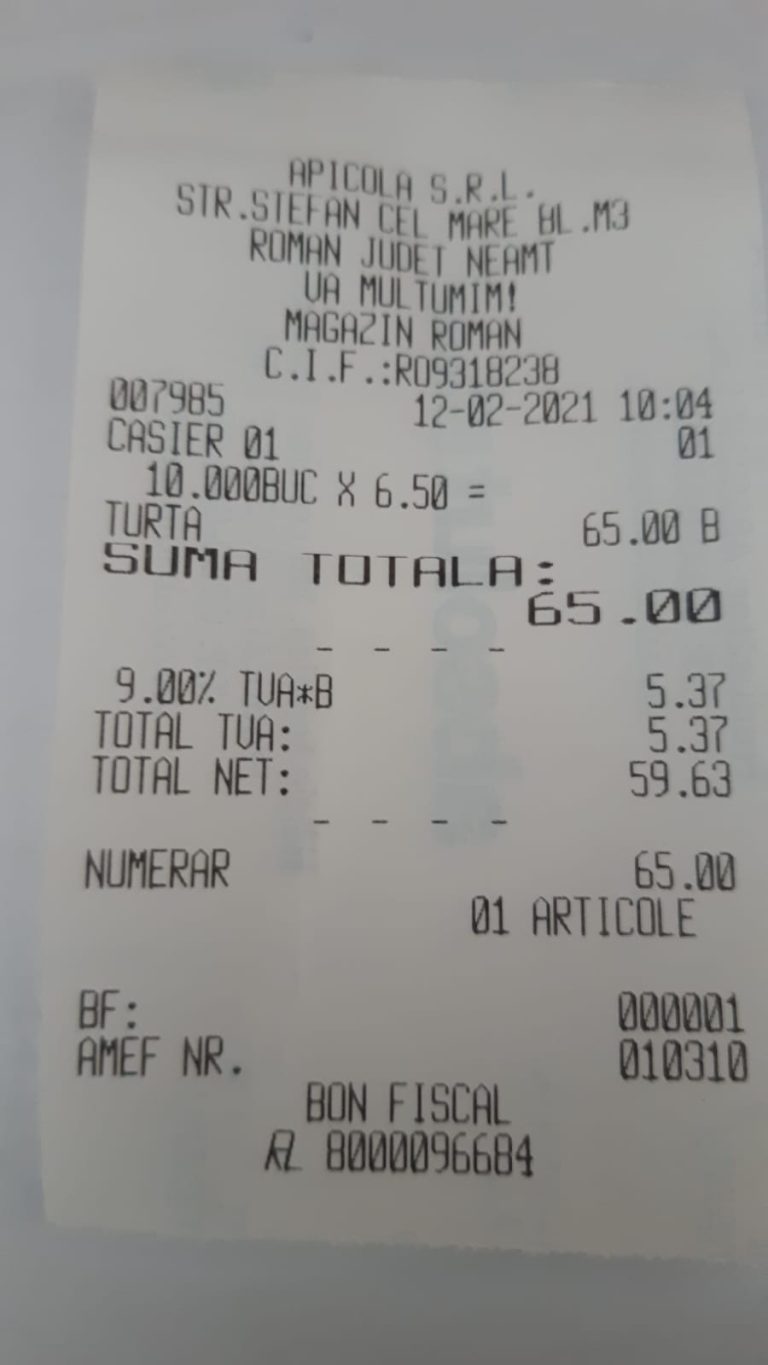 APICOLA S.R.L.
STR.STEFAN CEL MARE BL.M3
ROMAN JUDET NEAMT
VA MULTUMIM!
MAGAZIN ROMAN
C.I.F.:RO9318238
007985 12-02-2021 10:04
CASIER 01 01
10.000BUC X 6.50 =
TURTA 65.00 B
SUMA TOTALA:
65.00
- - - -
9.00% TVA*B 5.37
TOTAL TVA: 5.37
TOTAL NET: 59.63
- - - -
NUMERAR 65.00
01 ARTICOLE
BF: 000001
AMEF NR. 010310
BON FISCAL
8000096684